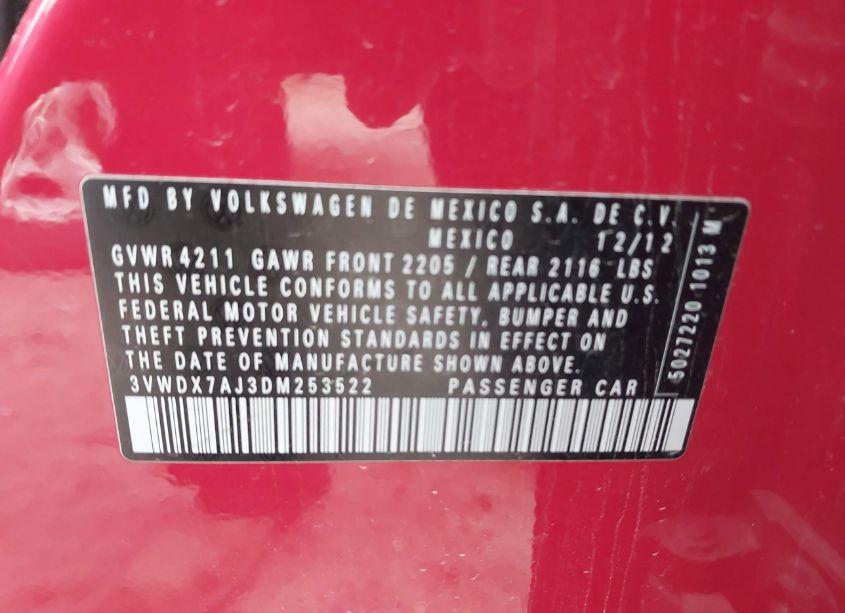 MFD BY VOLKSWAGEN DE MEXICO S.A. DE C.V.
MEXICO 12/12
GVWR 4211 GAWR FRONT 2205 / REAR 2116 LBS
THIS VEHICLE CONFORMS TO ALL APPLICABLE U.S.
FEDERAL MOTOR VEHICLE SAFETY, BUMPER AND
THEFT PREVENTION STANDARDS IN EFFECT ON
THE DATE OF MANUFACTURE SHOWN ABOVE.
3VWDX7AJ3DM253522 PASSENGER CAR
5027220 1013 M